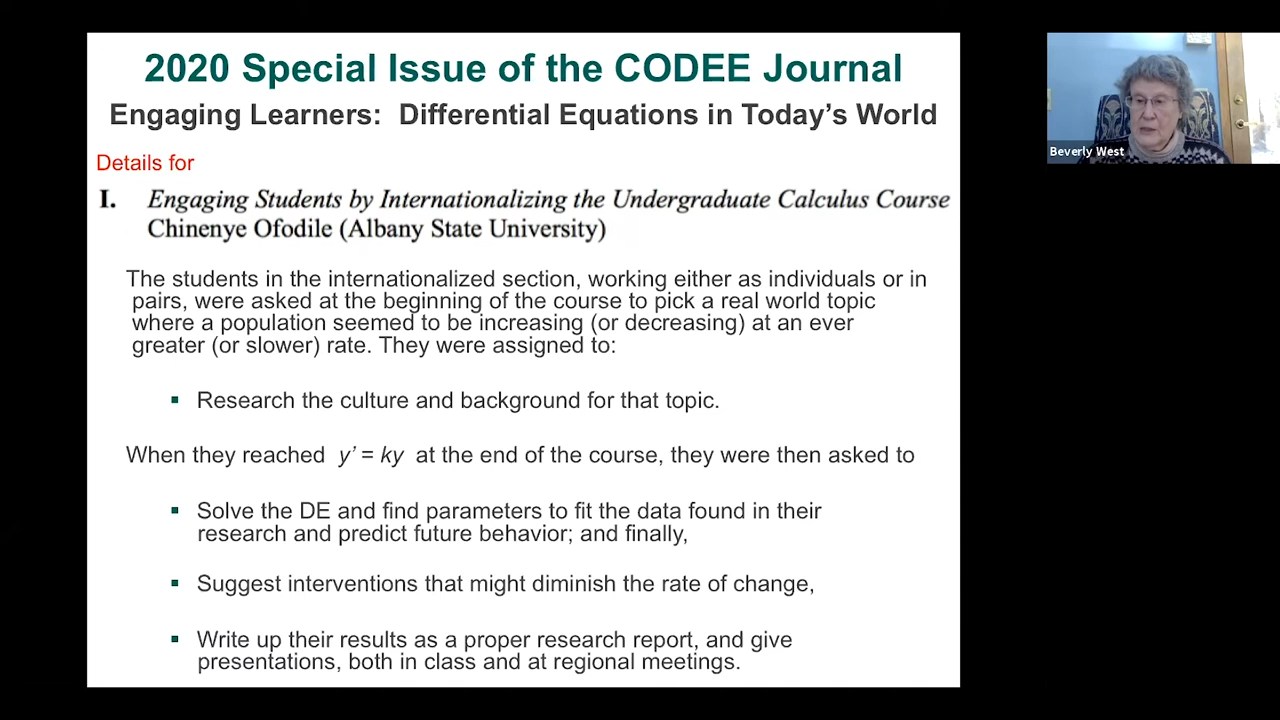 2020 Special Issue of the CODEE Journal
Engaging Learners: Differential Equations in Today's World
Details for
I. Engaging Students by Internationalizing the Undergraduate Calculus Course
Chinenye Ofodile (Albany State University)
The students in the internationalized section, working either as individuals or in
pairs, were asked at the beginning of the course to pick a real world topic
where a population seemed to be increasing (or decreasing) at an ever
greater (or slower) rate. They were assigned to:
▪ Research the culture and background for that topic.
When they reached y' = ky at the end of the course, they were then asked to
▪ Solve the DE and find parameters to fit the data found in their
research and predict future behavior; and finally,
▪ Suggest interventions that might diminish the rate of change,
▪ Write up their results as a proper research report, and give
presentations, both in class and at regional meetings.
Beverly West